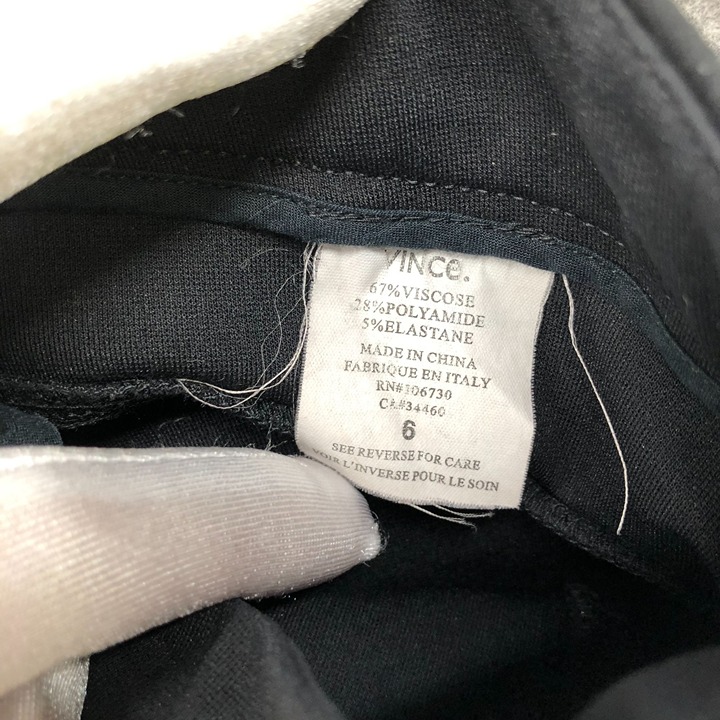 VINCE.
67%VISCOSE
28%POLYAMIDE
5%ELASTANE
MADE IN CHINA
FABRIQUE EN ITALY
RN#106730
CA#34460
6
SEE REVERSE FOR CARE
VOIR L'INVERSE POUR LE SOIN